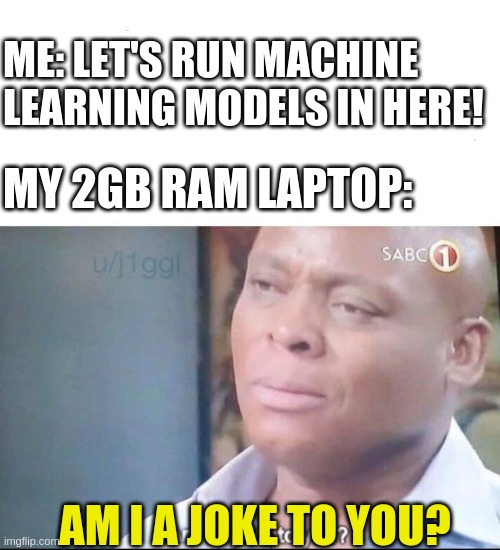 ME: LET'S RUN MACHINE
LEARNING MODELS IN HERE!
MY 2GB RAM LAPTOP:
SABC 1
u/j1ggl
AM I A JOKE TO YOU?
imgflip.com